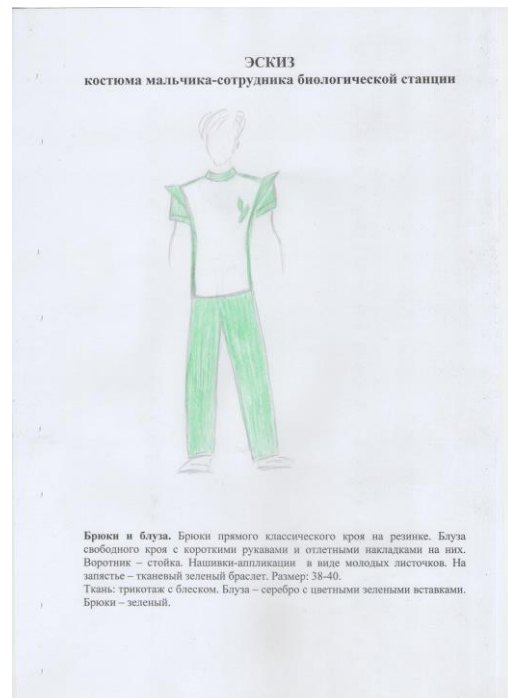 ЭСКИЗ
костюма мальчика-сотрудника биологической станции
Брюки и блуза. Брюки прямого классического кроя на резинке. Блуза
свободного кроя с короткими рукавами и отлетными накладками на них.
Воротник – стойка. Нашивки-аппликации в виде молодых листочков. На
запястье – тканевый зеленый браслет. Размер: 38-40.
Ткань: трикотаж с блеском. Блуза – серебро с цветными зелеными вставками.
Брюки – зеленый.